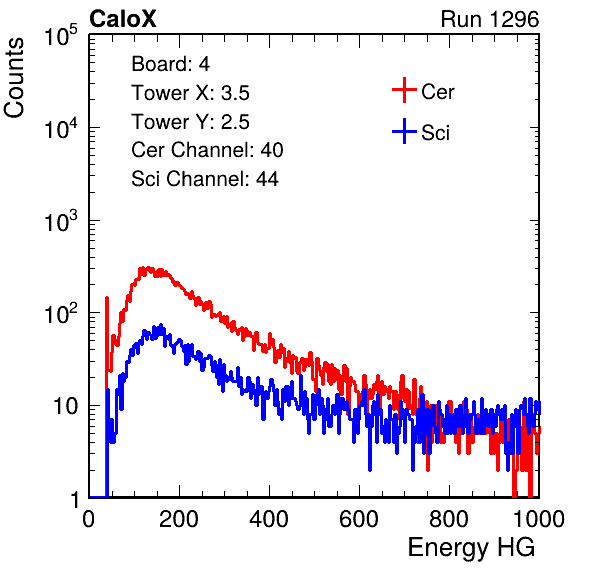 CaloX Run 1296
Counts
10^5
10^4
10^3
10^2
10
1
Board: 4
Tower X: 3.5
Tower Y: 2.5
Cer Channel: 40
Sci Channel: 44
Cer
Sci
0 200 400 600 800 1000
Energy HG